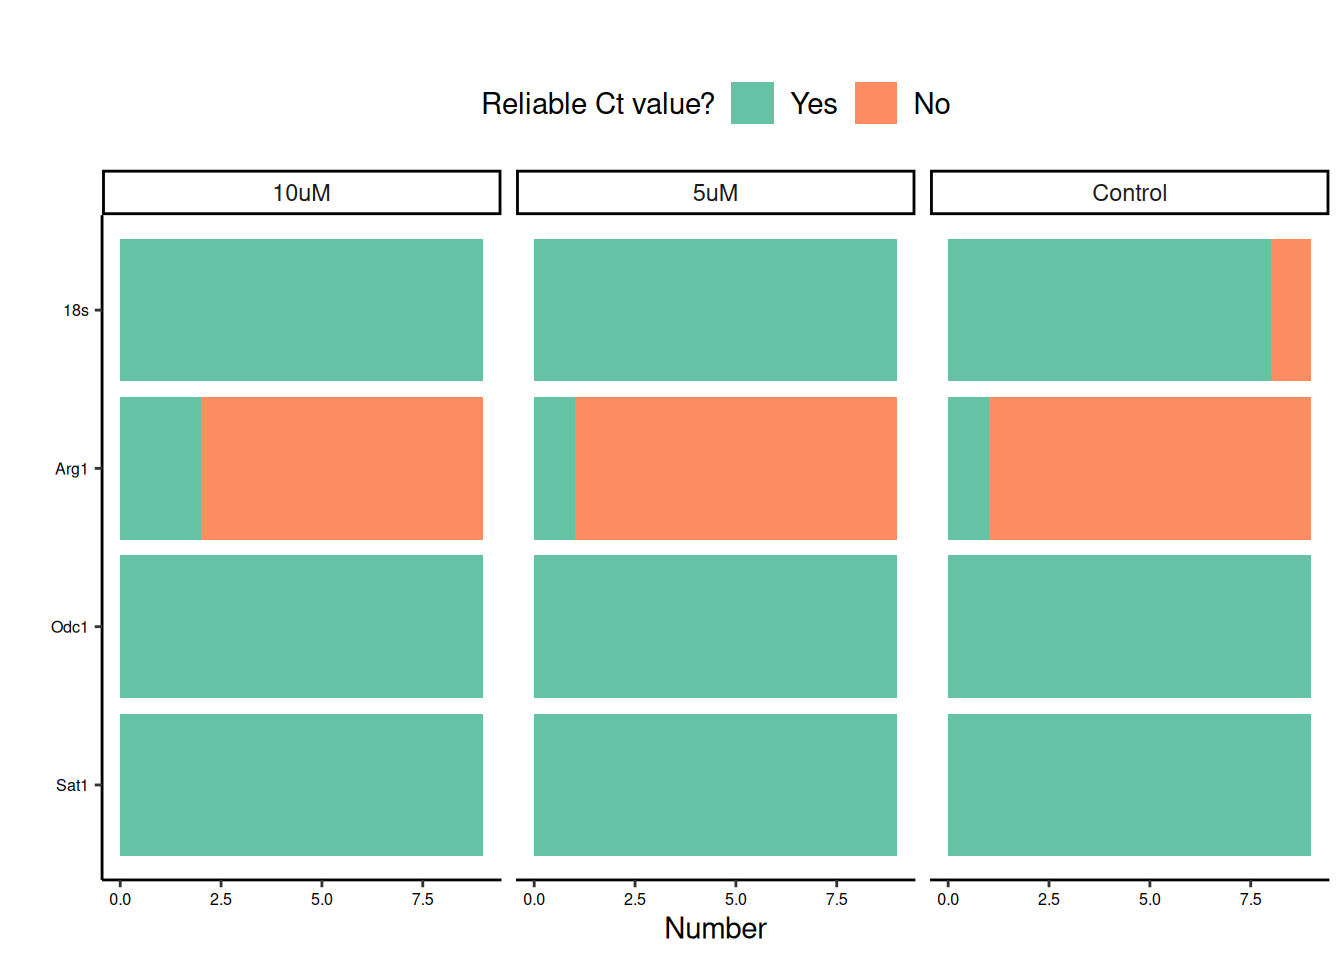 Reliable Ct value? Yes No
10uM 5uM Control
18s
Arg1
Odc1
Sat1
0.0 2.5 5.0 7.5 0.0 2.5 5.0 7.5 0.0 2.5 5.0 7.5
Number